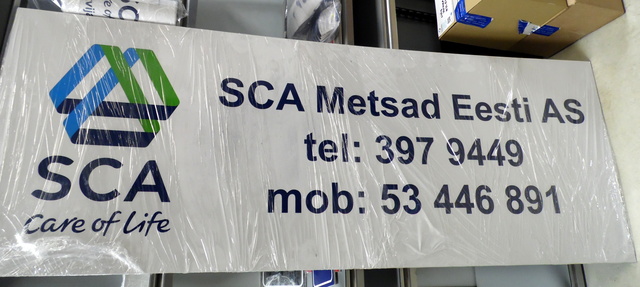 SCA
Care of Life
SCA Metsad Eesti AS
tel: 397 9449
mob: 53 446 891